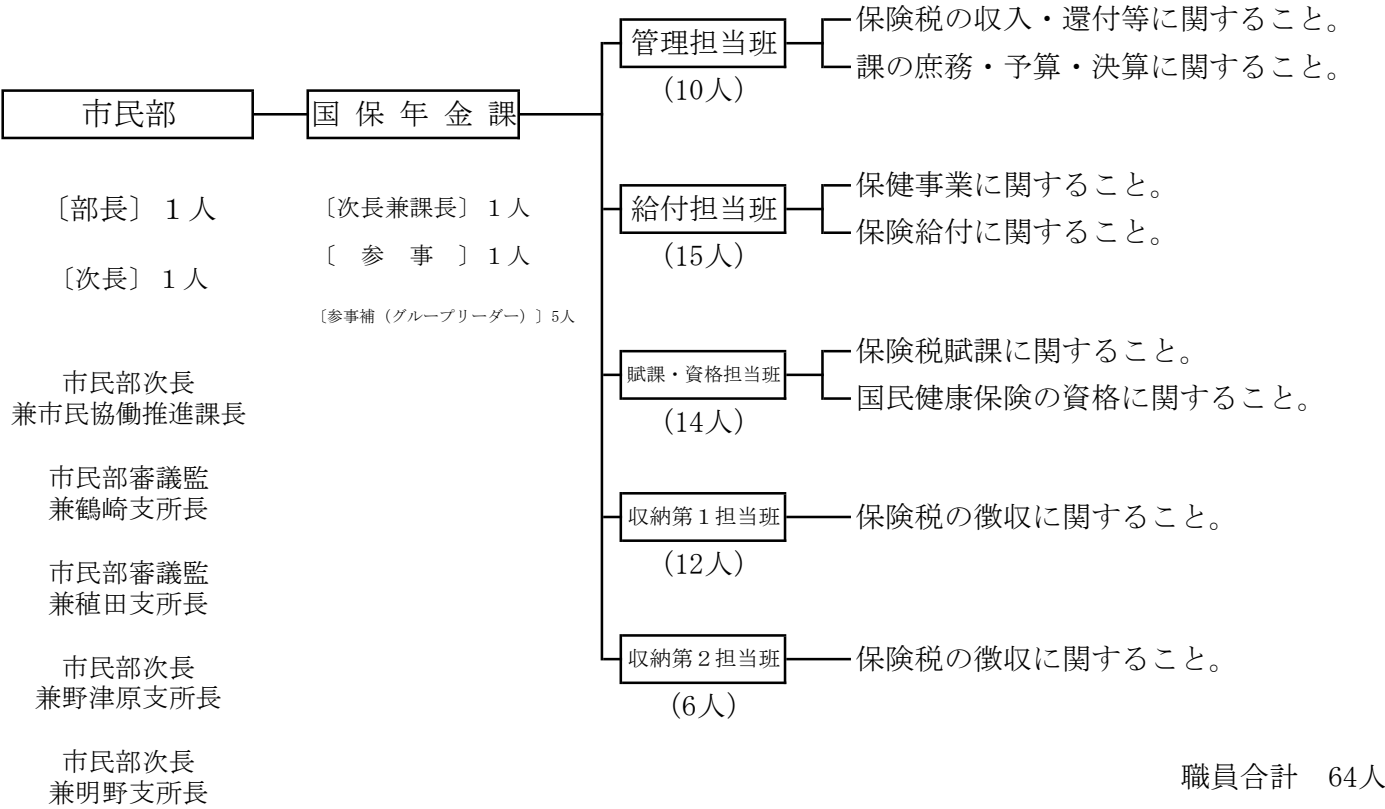 市民部
〔部長〕 １人
〔次長〕 １人
市民部次長
兼市民協働推進課長
市民部審議監
兼鶴崎支所長
市民部審議監
兼稙田支所長
市民部次長
兼野津原支所長
市民部次長
兼明野支所長
国 保 年 金 課
〔次長兼課長〕 １人
〔 参 事 〕 １人
〔参事補（グループリーダー）〕 5人
管理担当班
（10人）
保険税の収入・還付等に関すること。
課の庶務・予算・決算に関すること。
給付担当班
（15人）
保健事業に関すること。
保険給付に関すること。
賦課・資格担当班
（14人）
保険税賦課に関すること。
国民健康保険の資格に関すること。
収納第１担当班
（12人）
保険税の徴収に関すること。
収納第２担当班
（6人）
保険税の徴収に関すること。
職員合計 64人